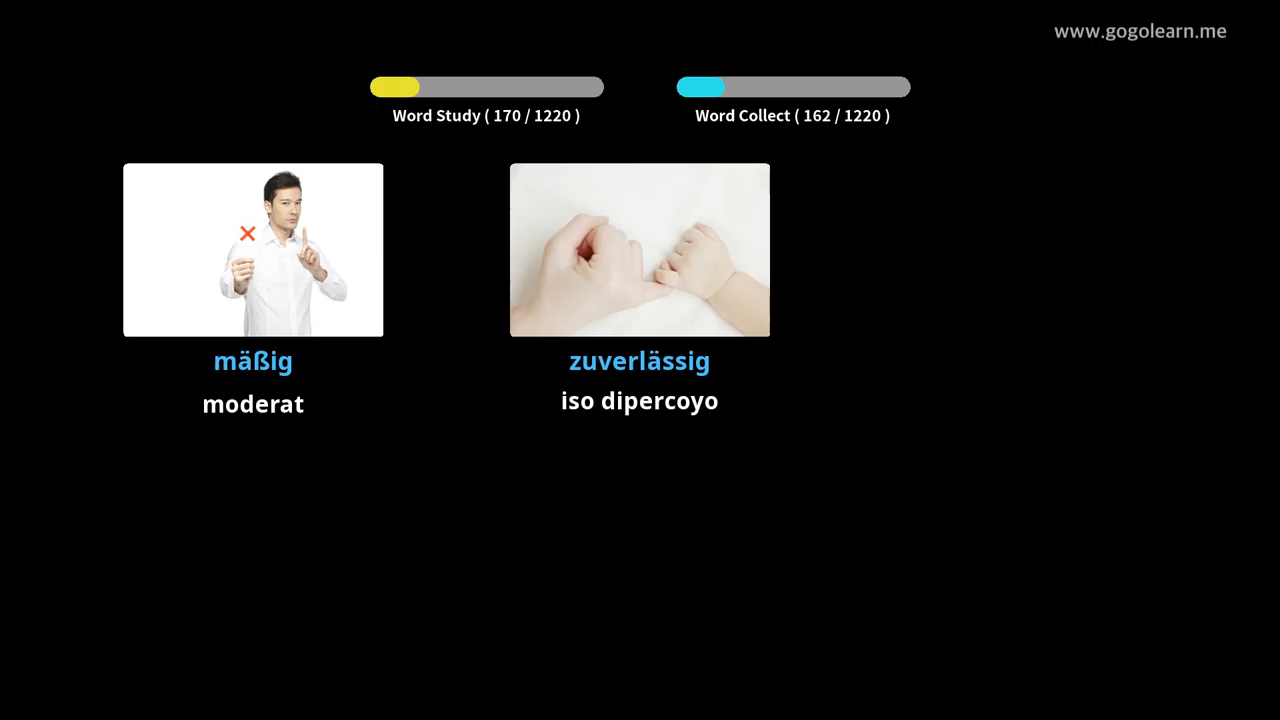 www.gogolearn.me
Word Study ( 170 / 1220 )
Word Collect ( 162 / 1220 )
mäßig
moderat
zuverlässig
iso dipercoyo